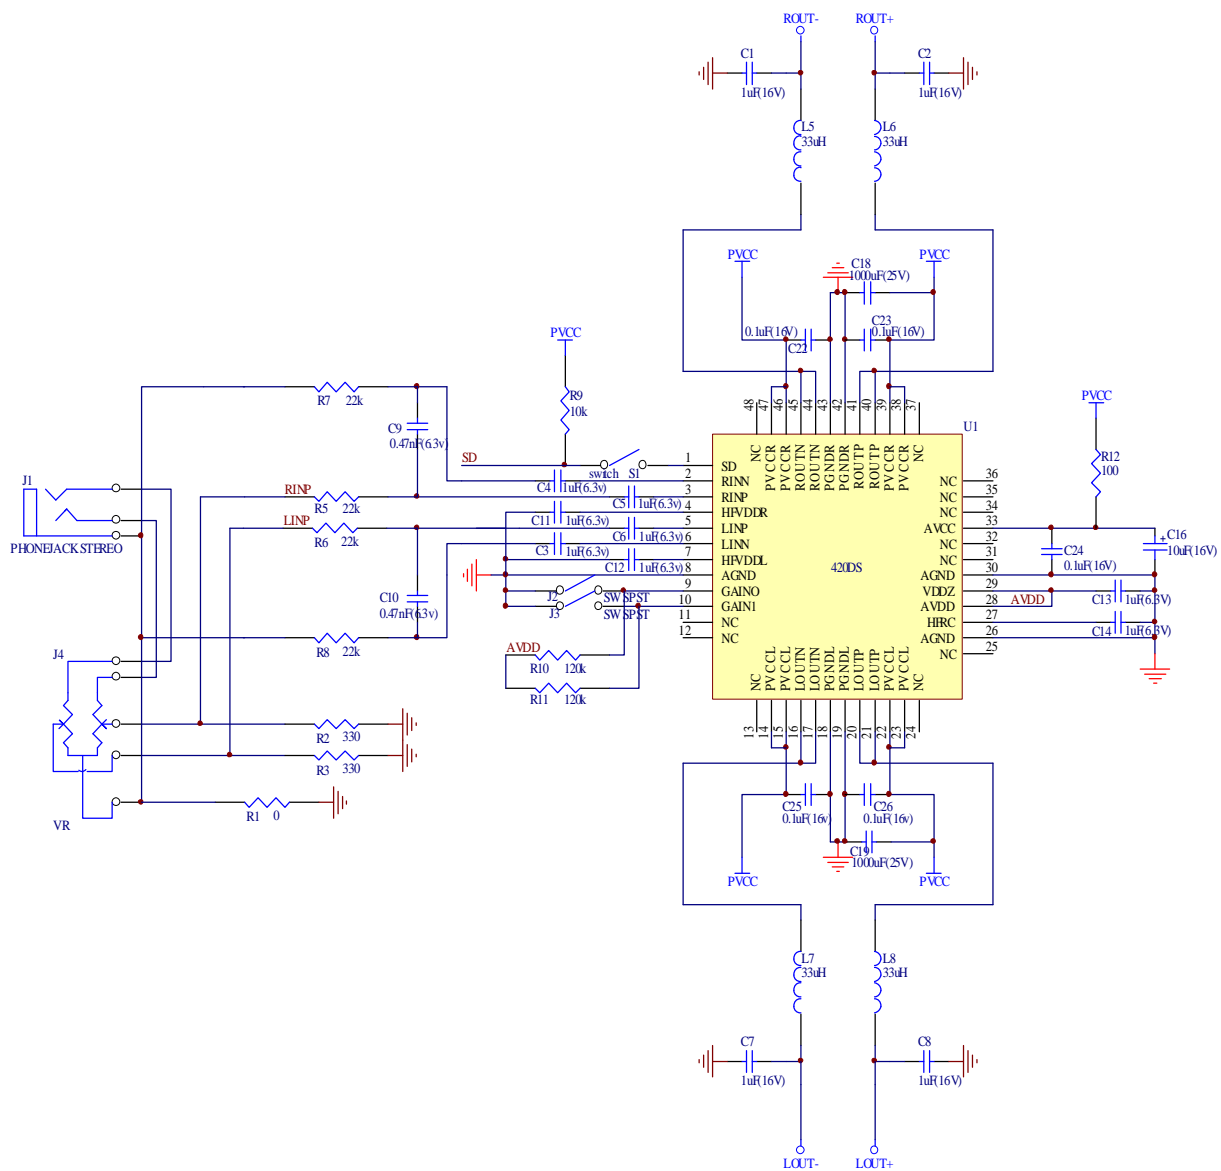 ROUT-
ROUT+
C1
1uF(16V)
C2
1uF(16V)
L5
33uH
L6
33uH
PVCC
PVCC
C18
1000uF(25V)
0.1uF(16V)
C22
C23
0.1uF(16V)
PVCC
R9
10k
R7 22k
C9
0.47nF(6.3v)
SD
switch S1
J1
PHONEJACK STEREO
RINP
R5 22k
LINP
R6 22k
C4 1uF(6.3v)
C5 1uF(6.3v)
C11 1uF(6.3v)
C6 1uF(6.3v)
C3 1uF(6.3v)
C12 1uF(6.3v)
J2 SW SPST
J3 SW SPST
C10
0.47nF(6.3v)
R8 22k
AVDD
R10 120k
R11 120k
J4
VR
R2 330
R3 330
R1 0
48 47 46 45 44 43 42 41 40 39 38 37
NC PVCCR PVCCR ROUTN ROUTN PGNDR PGNDR ROUTP ROUTP PVCCR PVCCR NC
U1
420DS
1 SD
2 RINN
3 RINP
4 HFVDDR
5 LINP
6 LINN
7 HFVDDL
8 AGND
9 GAIN0
10 GAIN1
11 NC
12 NC
NC 36
NC 35
NC 34
AVCC 33
NC 32
NC 31
AGND 30
VDDZ 29
AVDD 28
HFRC 27
AGND 26
NC 25
NC PVCCL PVCCL LOUTN LOUTN PGNDL PGNDL LOUTP LOUTP PVCCL PVCCL NC
13 14 15 16 17 18 19 20 21 22 23 24
PVCC
R12
100
C24
0.1uF(16V)
+
C16
10uF(16V)
AVDD
C13 1uF(6.3V)
C14 1uF(6.3V)
C25
0.1uF(16v)
C26
0.1uF(16v)
C19
1000uF(25V)
PVCC
PVCC
L7
33uH
L8
33uH
C7
1uF(16V)
C8
1uF(16V)
LOUT-
LOUT+